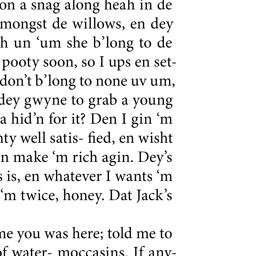 on a snag along heah in de
mongst de willows, en dey
h un ‘um she b’long to de
pooty soon, so I ups en set-
don’t b’long to none uv um,
dey gwyne to grab a young
a hid’n for it? Den I gin ‘m
ty well satis- fied, en wisht
n make ‘m rich agin. Dey’s
s is, en whatever I wants ‘m
‘m twice, honey. Dat Jack’s
me you was here; told me to
of water- moccasins. If any-